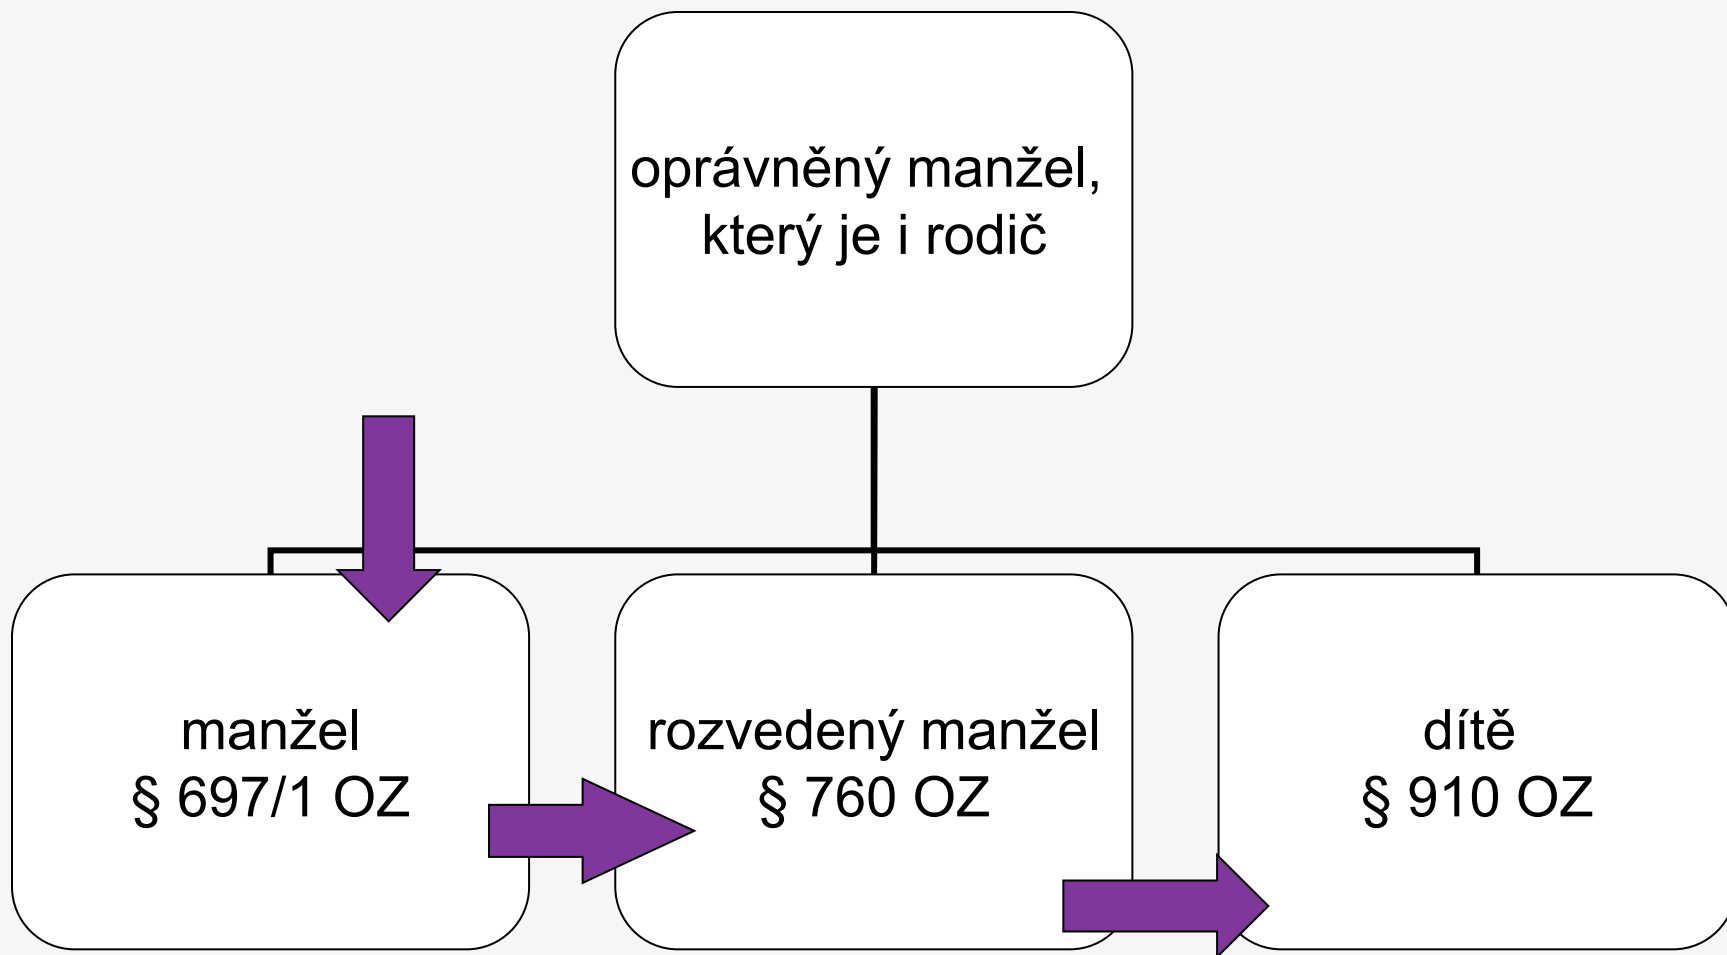 oprávněný manžel,
který je i rodič
manžel
§ 697/1 OZ
rozvedený manžel
§ 760 OZ
dítě
§ 910 OZ